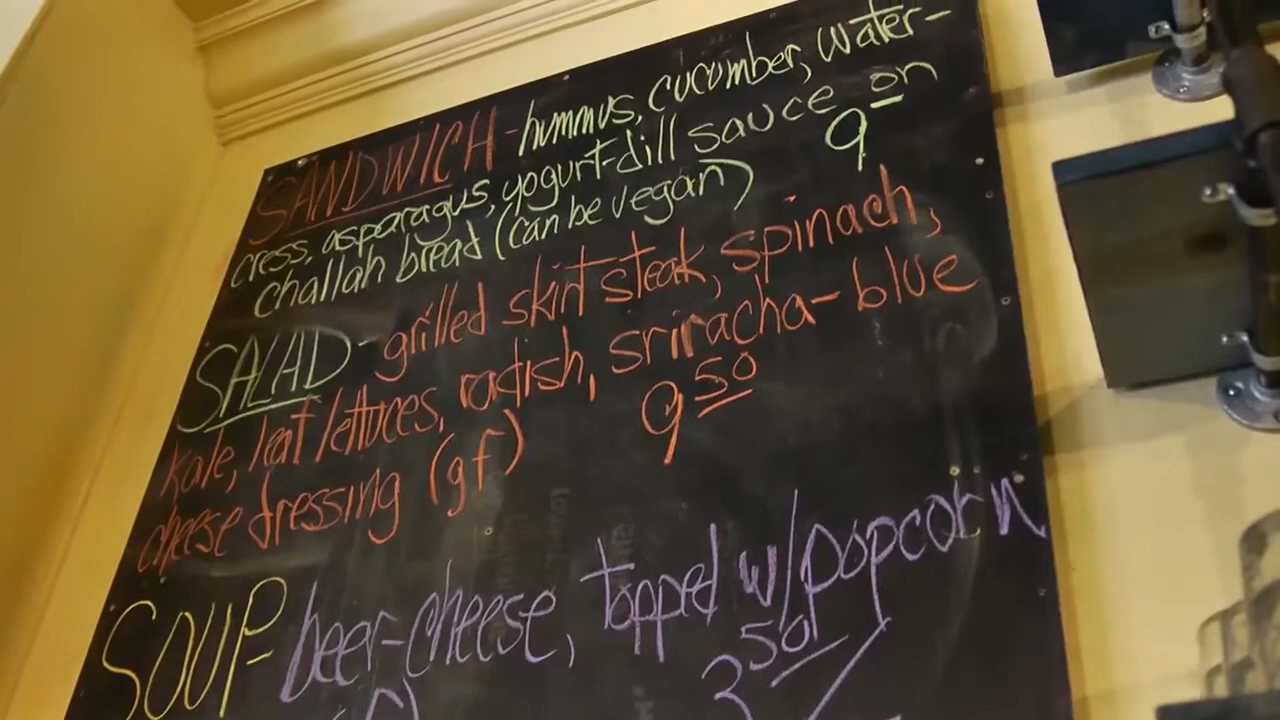 SANDWICH - hummus, cucumber, water-
cress, asparagus, yogurt-dill sauce on
challah bread (can be vegan) 9
SALAD - grilled skirt steak, spinach,
kale, leaf lettuces, radish, sriracha-blue
cheese dressing (gf) 9 50
SOUP - beer-cheese, topped w/popcorn
3 50/